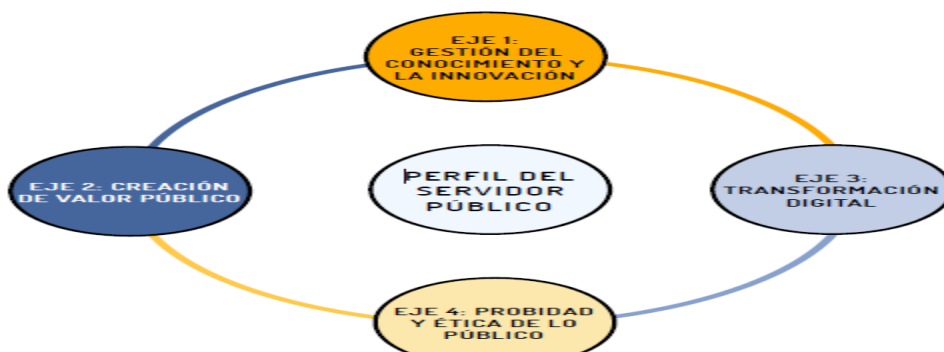 EJE 1:
GESTIÓN DEL
CONOCIMIENTO Y
LA INNOVACIÓN
EJE 2: CREACIÓN
DE VALOR PÚBLICO
PERFIL DEL
SERVIDOR
PÚBLICO
EJE 3:
TRANSFORMACIÓN
DIGITAL
EJE 4: PROBIDAD
Y ÉTICA DE LO
PÚBLICO